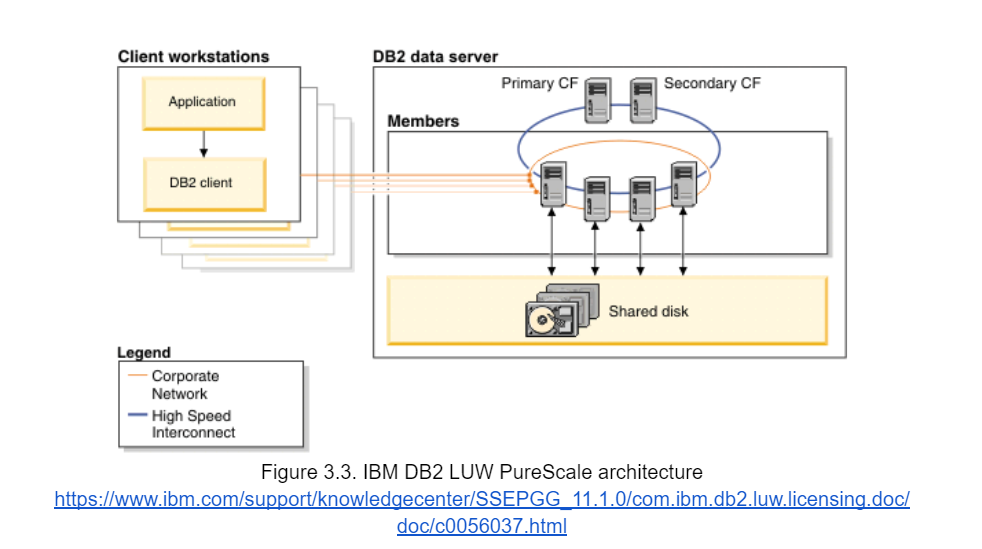 Client workstations
Application
DB2 client
DB2 data server
Primary CF
Secondary CF
Members
Shared disk
Legend
Corporate
Network
High Speed
Interconnect
Figure 3.3. IBM DB2 LUW PureScale architecture
https://www.ibm.com/support/knowledgecenter/SSEPGG_11.1.0/com.ibm.db2.luw.licensing.doc/
doc/c0056037.html